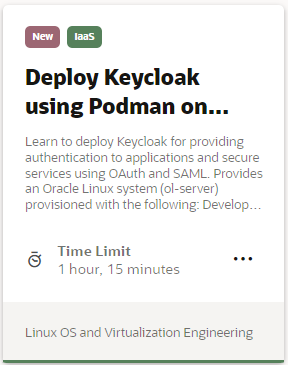 New IaaS
Deploy Keycloak
using Podman on...
Learn to deploy Keycloak for providing
authentication to applications and secure
services using OAuth and SAML. Provides
an Oracle Linux system (ol-server)
provisioned with the following: Develop...
Time Limit
1 hour, 15 minutes
Linux OS and Virtualization Engineering